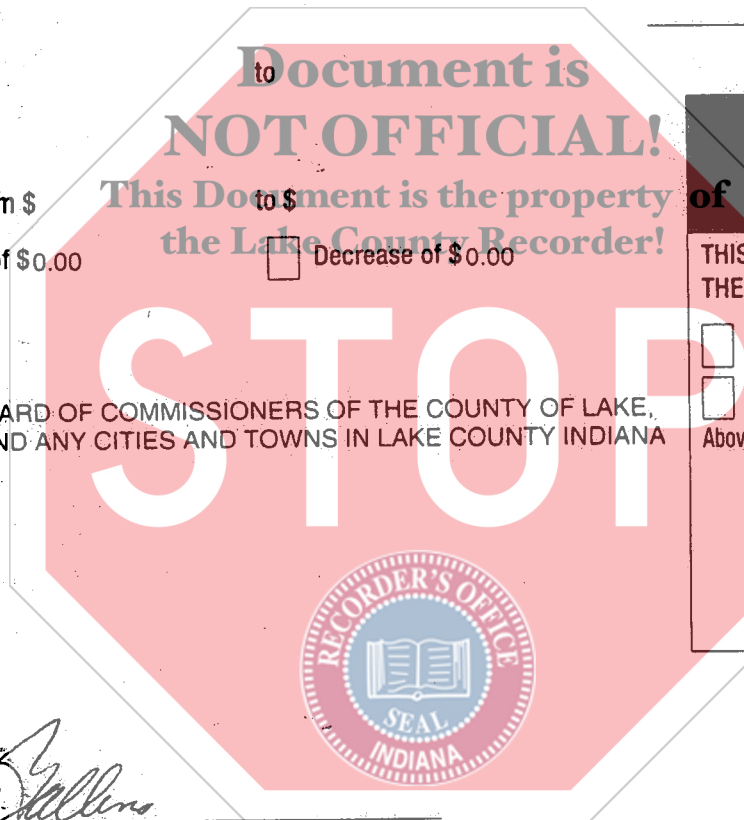 to
Document is
NOT OFFICIAL!
m $ to $
This Document is the property of
the Lake County Recorder!
of $0.00 Decrease of $0.00
THIS
THE
STOP
ARD OF COMMISSIONERS OF THE COUNTY OF LAKE,
ND ANY CITIES AND TOWNS IN LAKE COUNTY INDIANA
Abov
RECORDER'S OFFICE
SEAL
INDIANA